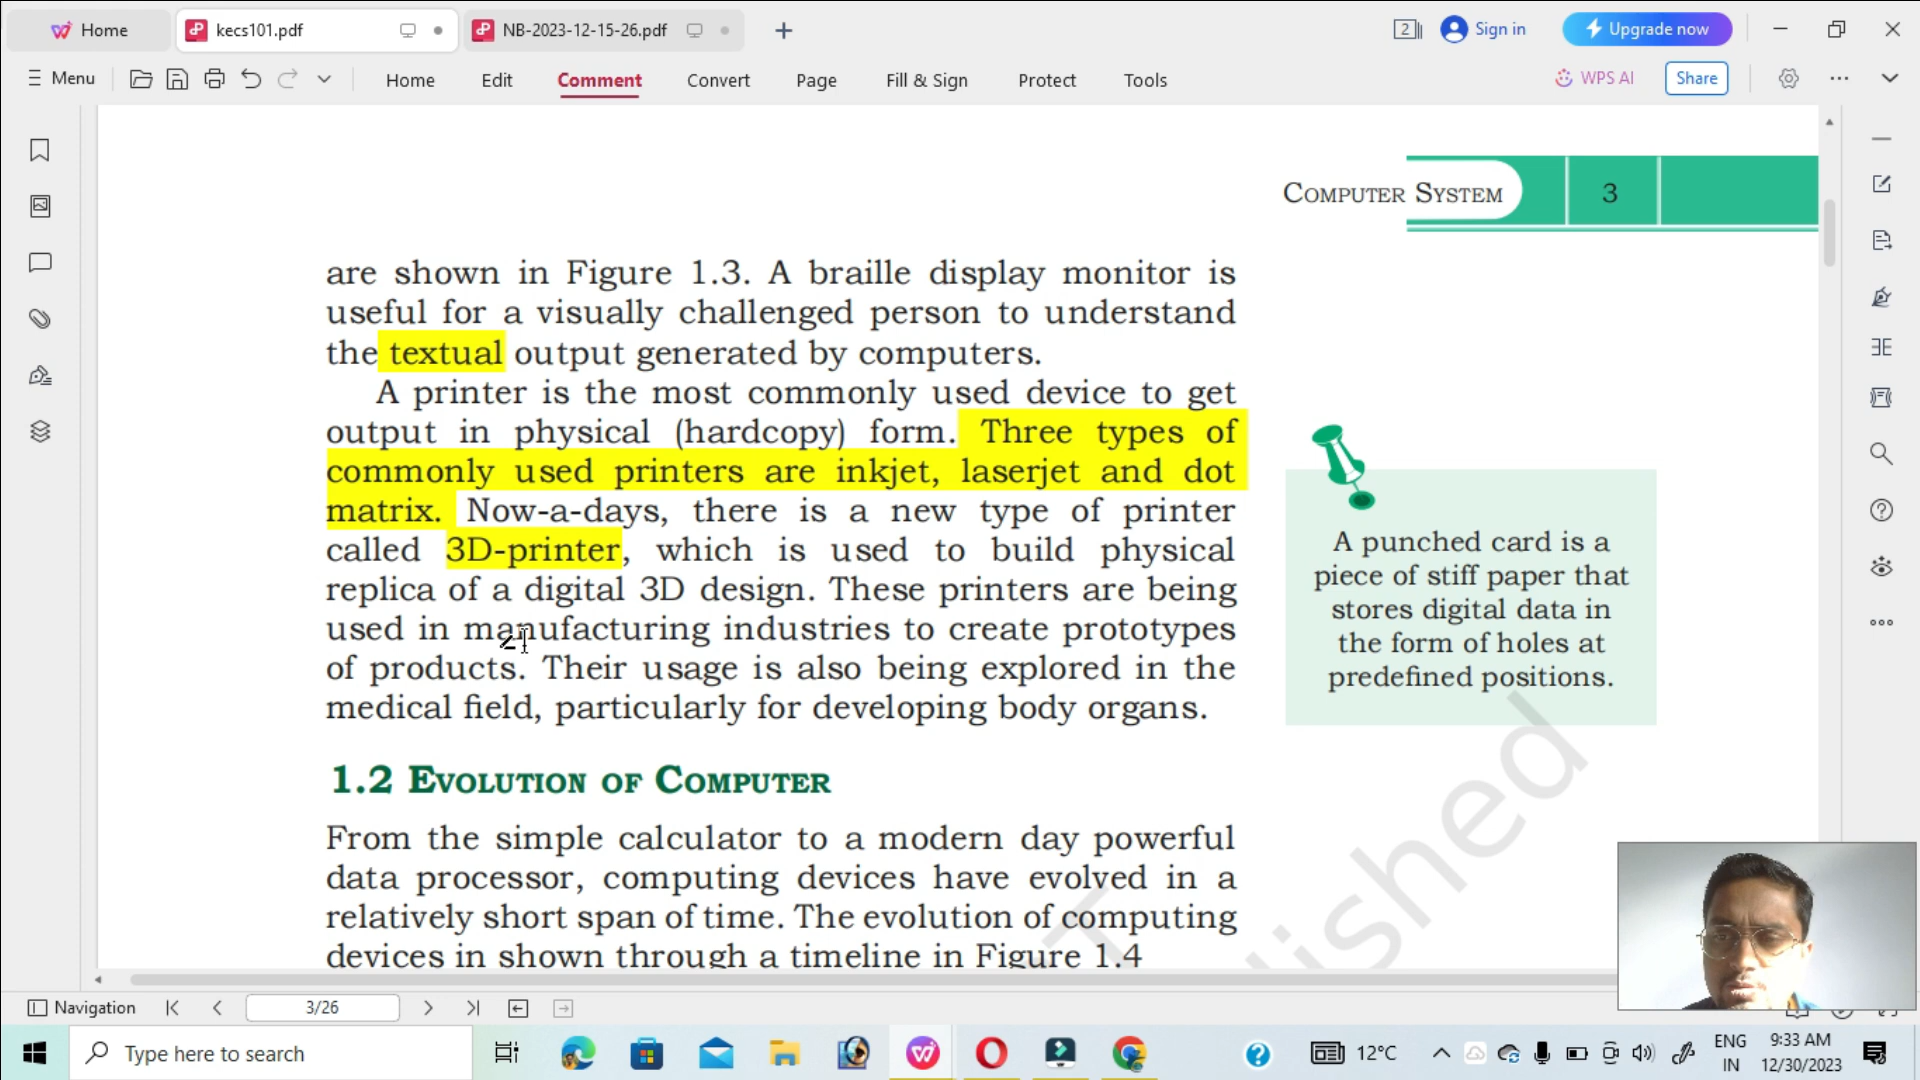 Home
kecs101.pdf
NB-2023-12-15-26.pdf
2
Sign in
Upgrade now
Menu
Home
Edit
Comment
Convert
Page
Fill & Sign
Protect
Tools
WPS AI
Share
COMPUTER SYSTEM
3
are shown in Figure 1.3. A braille display monitor is
useful for a visually challenged person to understand
the textual output generated by computers.
A printer is the most commonly used device to get
output in physical (hardcopy) form. Three types of
commonly used printers are inkjet, laserjet and dot
matrix. Now-a-days, there is a new type of printer
called 3D-printer, which is used to build physical
replica of a digital 3D design. These printers are being
used in manufacturing industries to create prototypes
of products. Their usage is also being explored in the
medical field, particularly for developing body organs.
A punched card is a
piece of stiff paper that
stores digital data in
the form of holes at
predefined positions.
1.2 EVOLUTION OF COMPUTER
From the simple calculator to a modern day powerful
data processor, computing devices have evolved in a
relatively short span of time. The evolution of computing
devices in shown through a timeline in Figure 1.4
Navigation
3/26
Type here to search
12°C
ENG
IN
9:33 AM
12/30/2023